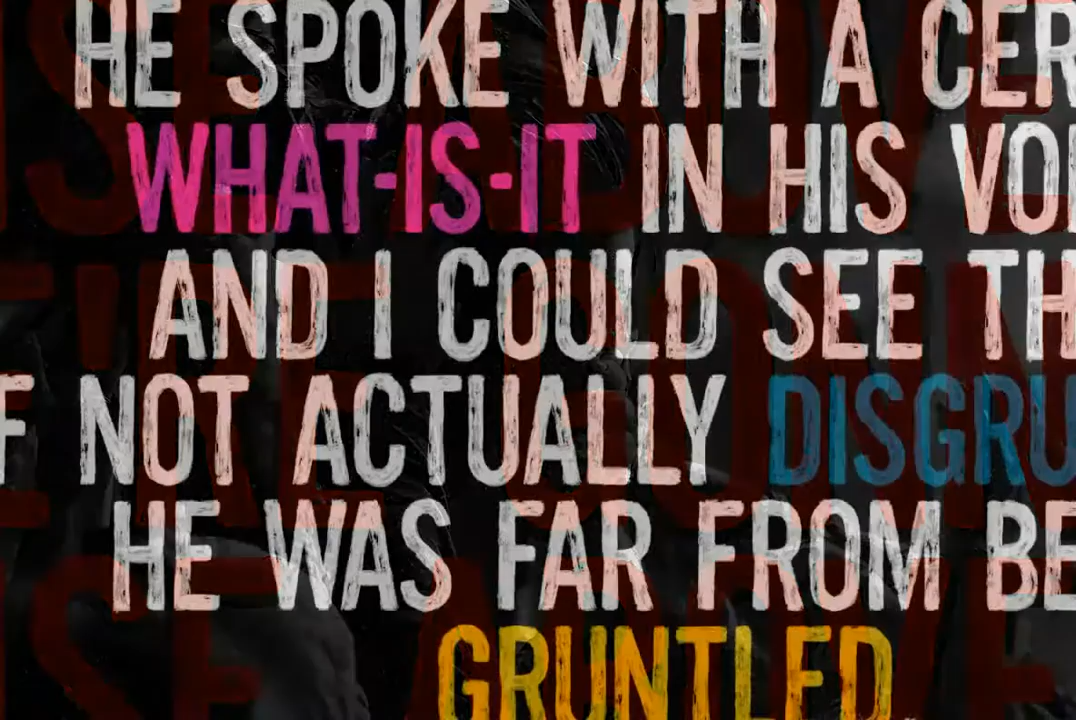 HE SPOKE WITH A CER
WHAT-IS-IT IN HIS VOI
AND I COULD SEE TH
F NOT ACTUALLY DISGRU
HE WAS FAR FROM BE
GRUNTLED